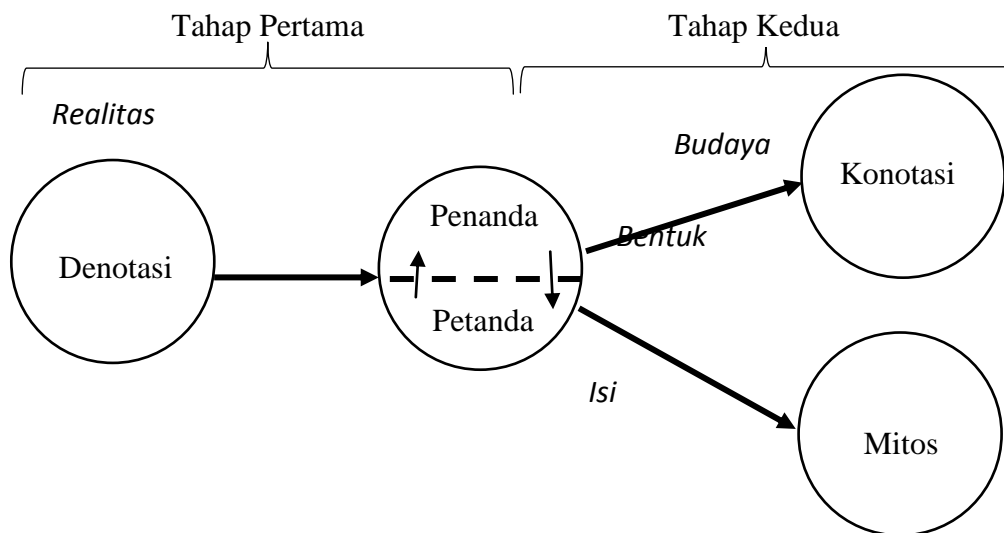 Tahap Pertama
Tahap Kedua
Realitas
Budaya
Konotasi
Penanda
Bentuk
Denotasi
Petanda
Isi
Mitos